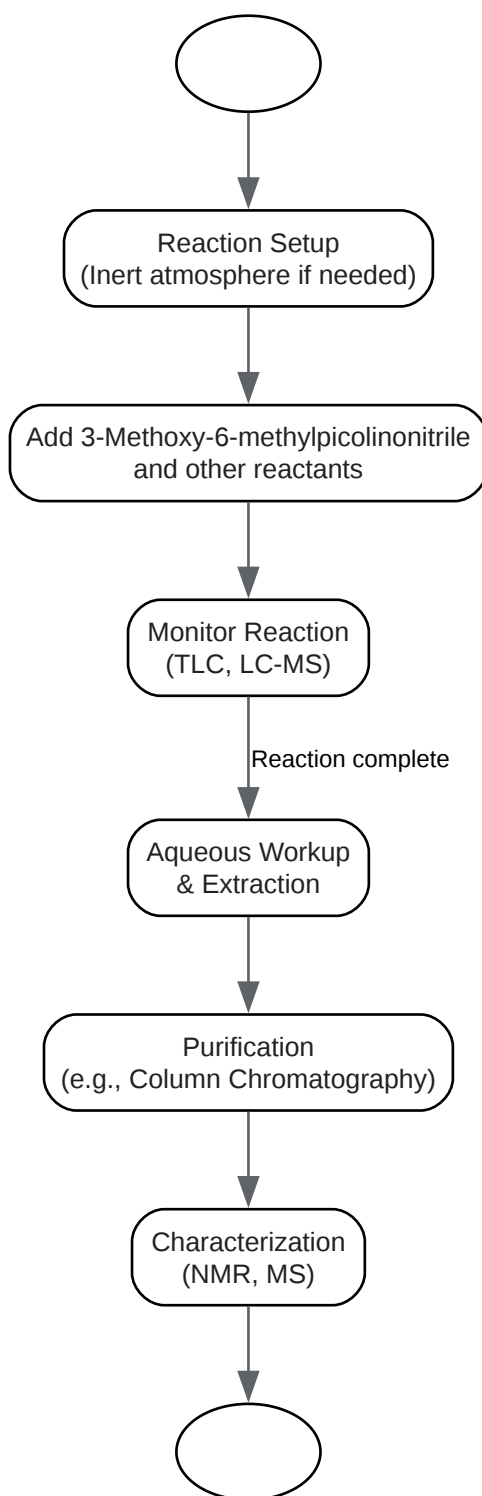 Reaction Setup
(Inert atmosphere if needed)
Add 3-Methoxy-6-methylpicolinonitrile
and other reactants
Monitor Reaction
(TLC, LC-MS)
Reaction complete
Aqueous Workup
& Extraction
Purification
(e.g., Column Chromatography)
Characterization
(NMR, MS)